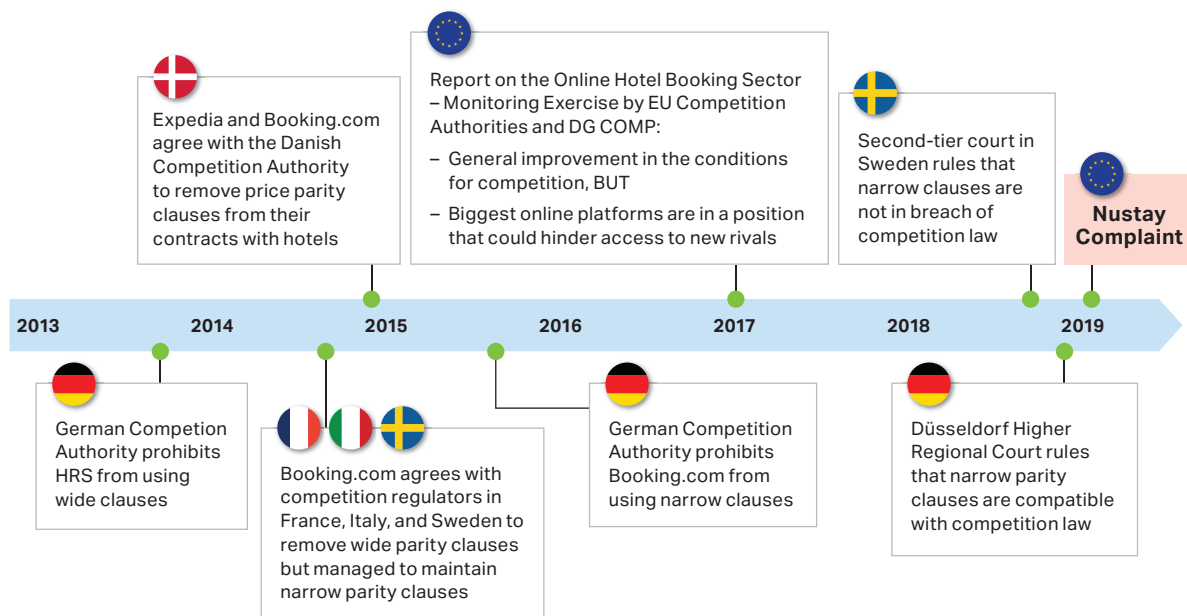 Expedia and Booking.com
agree with the Danish
Competition Authority
to remove price parity
clauses from their
contracts with hotels
Report on the Online Hotel Booking Sector
– Monitoring Exercise by EU Competition
Authorities and DG COMP:
– General improvement in the conditions
for competition, BUT
– Biggest online platforms are in a position
that could hinder access to new rivals
Second-tier court in
Sweden rules that
narrow clauses are
not in breach of
competition law
Nustay
Complaint
2013 2014 2015 2016 2017 2018 2019
German Competion
Authority prohibits
HRS from using
wide clauses
Booking.com agrees with
competition regulators in
France, Italy, and Sweden to
remove wide parity clauses
but managed to maintain
narrow parity clauses
German Competition
Authority prohibits
Booking.com from
using narrow clauses
Düsseldorf Higher
Regional Court rules
that narrow parity
clauses are compatible
with competition law